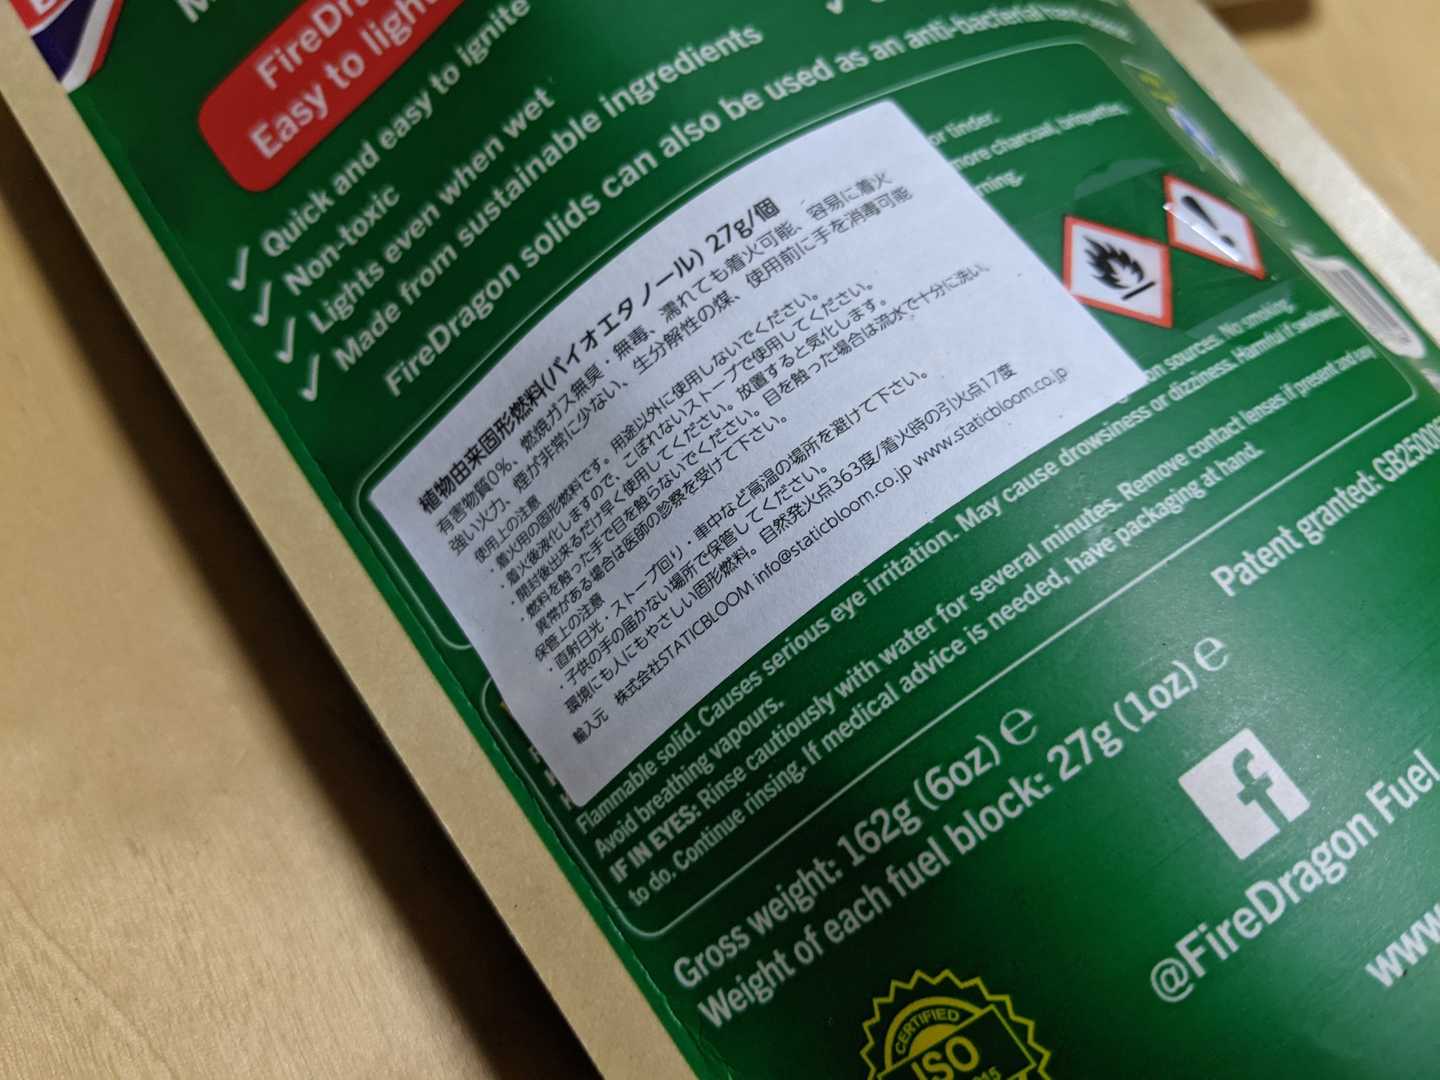 FireDra
Easy to ligh
Quick and easy to ignite
Non-toxic
Lights even when wet
Made from sustainable ingredients
FireDragon solids can also be used as an anti-bacterial
or tinder.
more charcoal, briquettes,
植物由来固形燃料(バイオエタノール) 27g/個
有害物質0%、燃焼ガス無臭・無毒、濡れても着火可能、容易に着火
強い火力、煙が非常に少ない、生分解性の煤、使用前に手を消毒可能
使用上の注意
・着火用の固形燃料です。用途以外に使用しないでください。
・着火後液化しますので、こぼれないストーブで使用してください。
・開封後出来るだけ早く使用してください。放置すると気化します。
・燃料を触った手で目を触らないでください。目を触った場合は流水で十分に洗い、
異常がある場合は医師の診察を受けて下さい。
保管上の注意
・直射日光・ストーブ回り・車中など高温の場所を避けて下さい。
・子供の手の届かない場所で保管してください。
環境にも人にもやさしい固形燃料。自然発火点363度/着火時の引火点17度
輸入元 株式会社STATICBLOOM info@staticbloom.co.jp www.staticbloom.co.jp
on sources. No smoking.
Flammable solid. Causes serious eye irritation. May cause drowsiness or dizziness. Harmful if swallowed.
Avoid breathing vapours.
IF IN EYES: Rinse cautiously with water for several minutes. Remove contact lenses if present and easy
to do. Continue rinsing. If medical advice is needed, have packaging at hand.
Patent granted: GB2500
Gross weight: 162g (6oz) ℮
Weight of each fuel block: 27g (1oz) ℮
f
@FireDragon Fuel
www
CERTIFIED
ISO